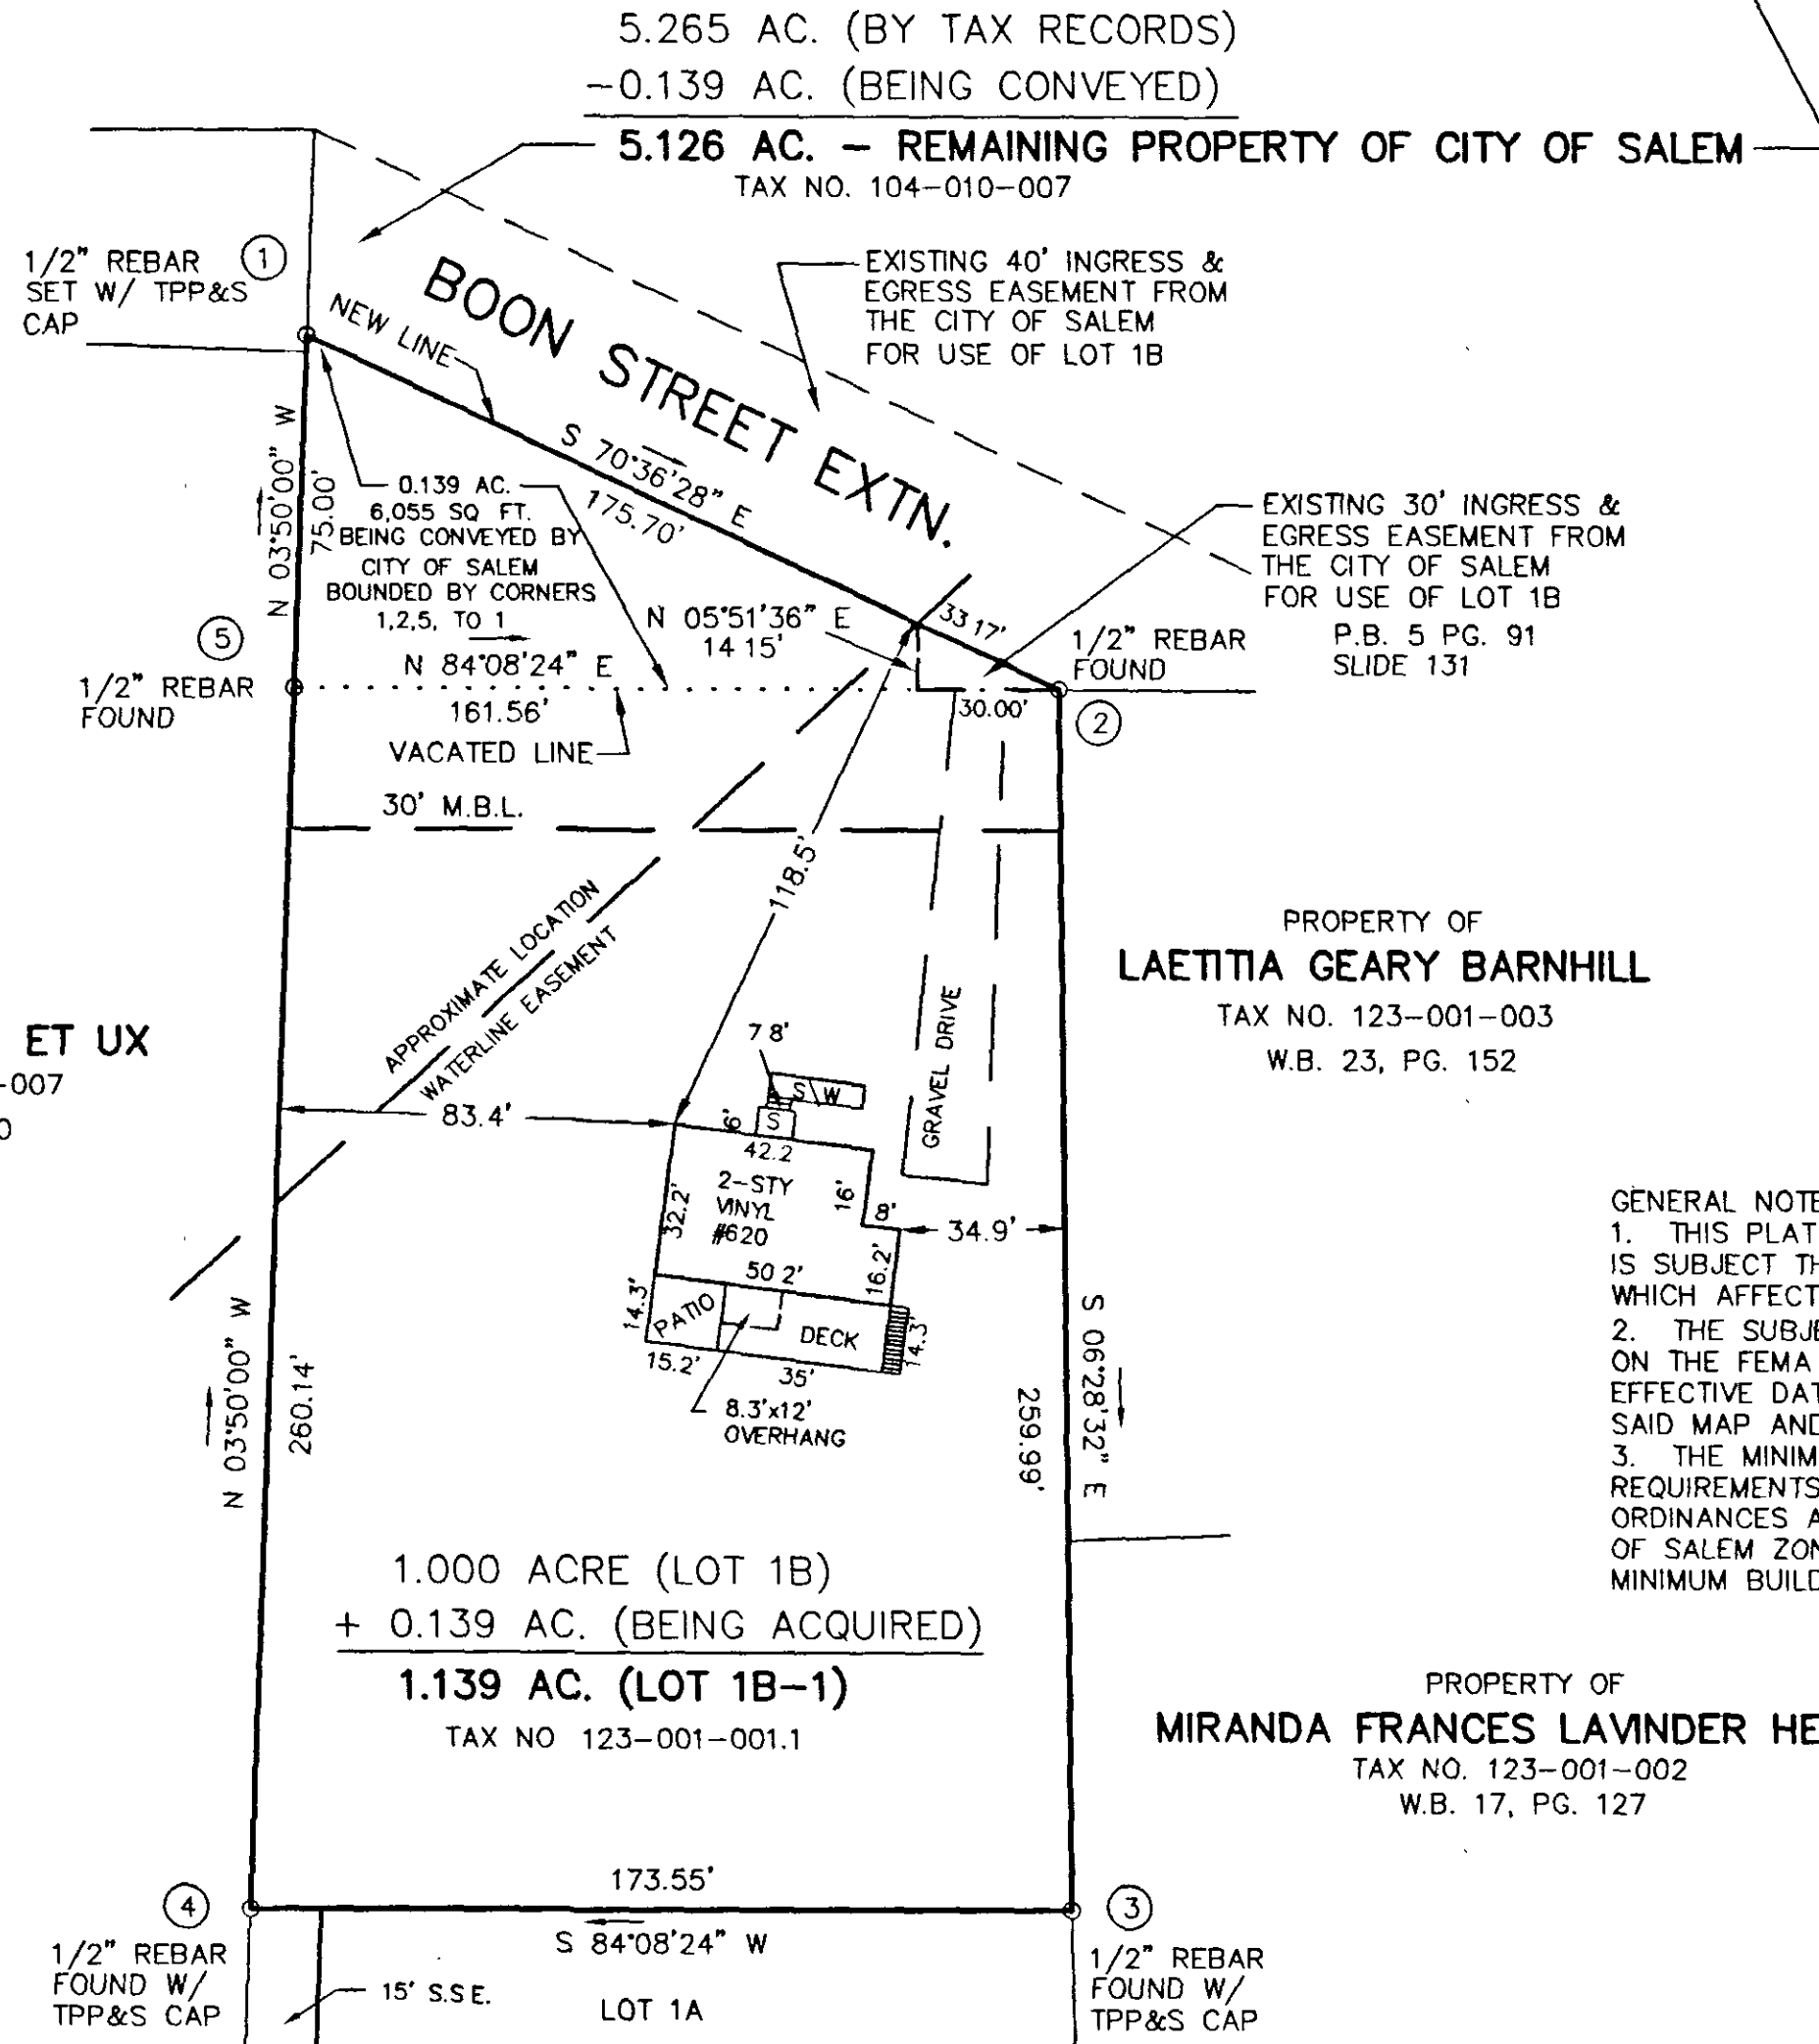 5.265 AC. (BY TAX RECORDS)
-0.139 AC. (BEING CONVEYED)
5.126 AC. - REMAINING PROPERTY OF CITY OF SALEM
TAX NO. 104-010-007
1/2" REBAR
SET W/ TPP&S
CAP
1
NEW LINE
BOON STREET EXTN.
EXISTING 40' INGRESS &
EGRESS EASEMENT FROM
THE CITY OF SALEM
FOR USE OF LOT 1B
N 03°50'00" W
75.00'
S 70°36'28" E
175.70'
0.139 AC.
6,055 SQ FT.
BEING CONVEYED BY
CITY OF SALEM
BOUNDED BY CORNERS
1,2,5, TO 1
EXISTING 30' INGRESS &
EGRESS EASEMENT FROM
THE CITY OF SALEM
FOR USE OF LOT 1B
P.B. 5 PG. 91
SLIDE 131
N 05°51'36" E
14 15'
33 17'
1/2" REBAR
FOUND
5
1/2" REBAR
FOUND
N 84°08'24" E
161.56'
30.00'
2
VACATED LINE
30' M.B.L.
118.5'
APPROXIMATE LOCATION
WATERLINE EASEMENT
PROPERTY OF
LAETITIA GEARY BARNHILL
TAX NO. 123-001-003
W.B. 23, PG. 152
ET UX
-007
0
GRAVEL DRIVE
7 8'
S\W
83.4'
6'
S
42.2
2-STY
VINYL
#620
32.2'
16'
8'
34.9'
16.2'
50 2'
14.3'
PATIO
DECK
14.3'
15.2'
35'
8.3'x12'
OVERHANG
N 03°50'00" W
260.14'
S 06°28'32" E
259.99'
GENERAL NOTE
1. THIS PLAT
IS SUBJECT TH
WHICH AFFECT
2. THE SUBJE
ON THE FEMA
EFFECTIVE DAT
SAID MAP AND
3. THE MINIM
REQUIREMENTS
ORDINANCES A
OF SALEM ZON
MINIMUM BUILD
1.000 ACRE (LOT 1B)
+ 0.139 AC. (BEING ACQUIRED)
1.139 AC. (LOT 1B-1)
TAX NO 123-001-001.1
PROPERTY OF
MIRANDA FRANCES LAVINDER HE
TAX NO. 123-001-002
W.B. 17, PG. 127
173.55'
4
3
S 84°08'24" W
1/2" REBAR
FOUND W/
TPP&S CAP
15' S.S E.
LOT 1A
1/2" REBAR
FOUND W/
TPP&S CAP